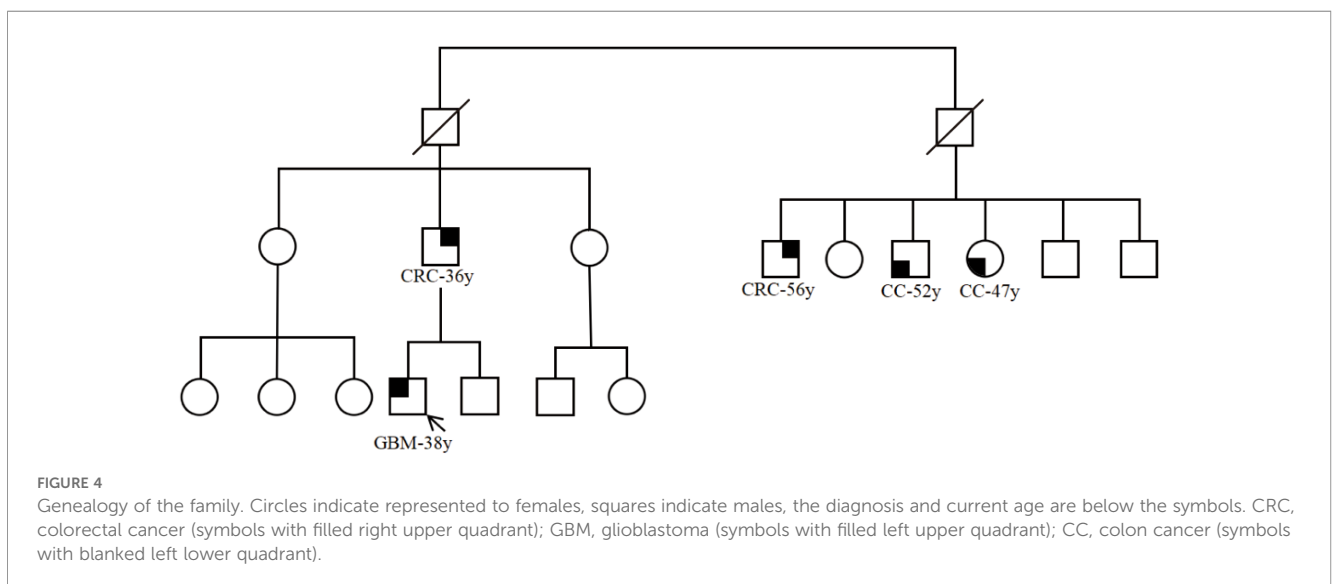 CRC-36y
CRC-56y
CC-52y
CC-47y
GBM-38y
FIGURE 4
Genealogy of the family. Circles indicate represented to females, squares indicate males, the diagnosis and current age are below the symbols. CRC,
colorectal cancer (symbols with filled right upper quadrant); GBM, glioblastoma (symbols with filled left upper quadrant); CC, colon cancer (symbols
with blanked left lower quadrant).